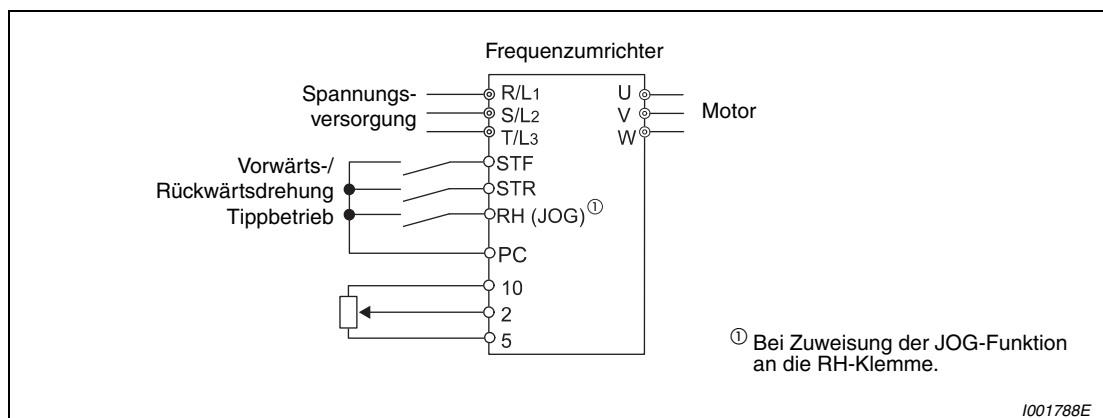 Frequenzumrichter
Spannungs-
versorgung
R/L1
S/L2
T/L3
U
V
W
Motor
Vorwärts-/
Rückwärtsdrehung
Tippbetrieb
STF
STR
RH (JOG) ①
PC
10
2
5
① Bei Zuweisung der JOG-Funktion
an die RH-Klemme.
I001788E